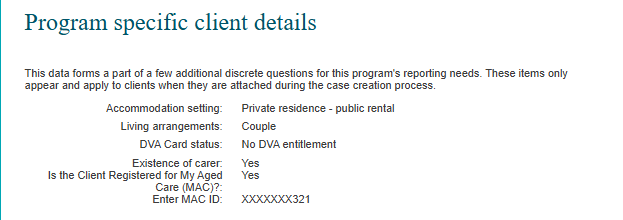 Program specific client details
This data forms a part of a few additional discrete questions for this program's reporting needs. These items only
appear and apply to clients when they are attached during the case creation process.
Accommodation setting: Private residence - public rental
Living arrangements: Couple
DVA Card status: No DVA entitlement
Existence of carer: Yes
Is the Client Registered for My Aged Yes
Care (MAC)?:
Enter MAC ID: XXXXXXX321